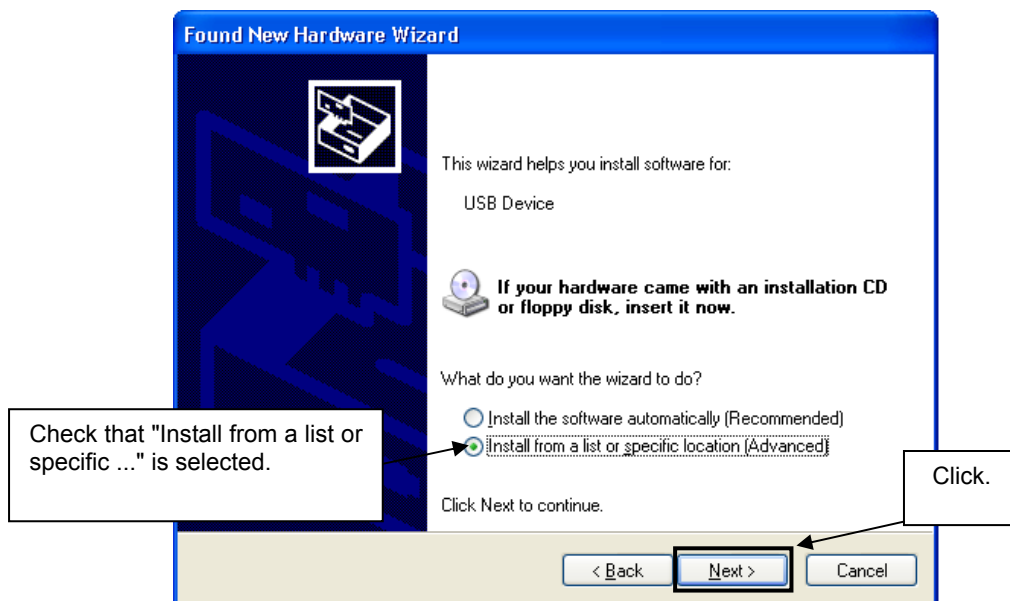 Found New Hardware Wizard
This wizard helps you install software for:
USB Device
If your hardware came with an installation CD
or floppy disk, insert it now.
What do you want the wizard to do?
Install the software automatically (Recommended)
Install from a list or specific location (Advanced)
Check that "Install from a list or
specific ..." is selected.
Click.
Click Next to continue.
< Back
Next >
Cancel